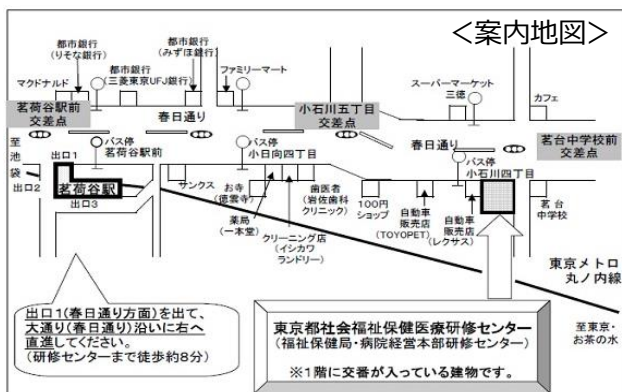 ＜案内地図＞
都市銀行
(りそな銀行)
都市銀行
(みずほ銀行)
マクドナルド
都市銀行
(三菱東京UFJ銀行)
ファミリーマート
スーパーマーケット
三徳
カフェ
茗荷谷駅前
交差点
春日通り
小石川五丁目
交差点
春日通り
茗台中学校前
交差点
至
池
袋
出口1
出口2
茗荷谷駅
出口3
バス停
茗荷谷駅前
バス停
小日向四丁目
バス停
小石川四丁目
サンクス
お寺
(徳雲寺)
薬局
(一本堂)
クリーニング店
(イシカワ
ランドリー)
歯医者
(岩佐歯科
クリニック)
100円
ショップ
自動車
販売店
(TOYOPET)
自動車
販売店
(レクサス)
茗台
中学校
東京メトロ
丸ノ内線
至東京・
お茶の水
出口1(春日通り方面)を出て、
大通り(春日通り)沿いに右へ
直進してください。
(研修センターまで徒歩約8分)
東京都社会福祉保健医療研修センター
(福祉保健局・病院経営本部研修センター)
※1階に交番が入っている建物です。